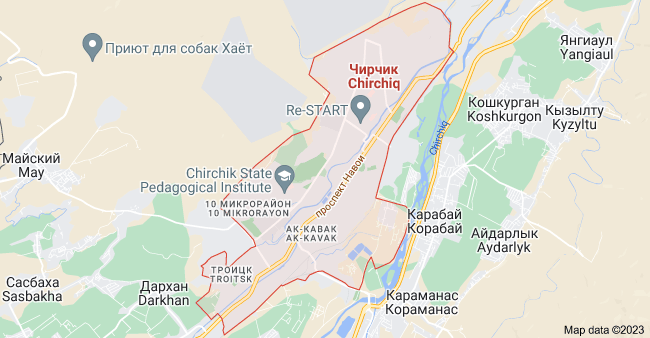 Приют для собак Хаёт
Чирчик
Chirchiq
Янгиаул
Yangiaul
Re-START
Кошкурган
Koshkurgon
Кызылту
Kyzyltu
Chirchiq
Майский
May
Chirchik State
Pedagogical Institute
проспект Навои
10 МИКРОРАЙОН
10 MIKRORAYON
АК-КАВАК
AK-KAVAK
Карабай
Корабай
Айдарлык
Aydarlyk
ТРОИЦК
TROITSK
Сасбаха
Sasbakha
Дархан
Darkhan
Караманас
Кораманас
Map data ©2023